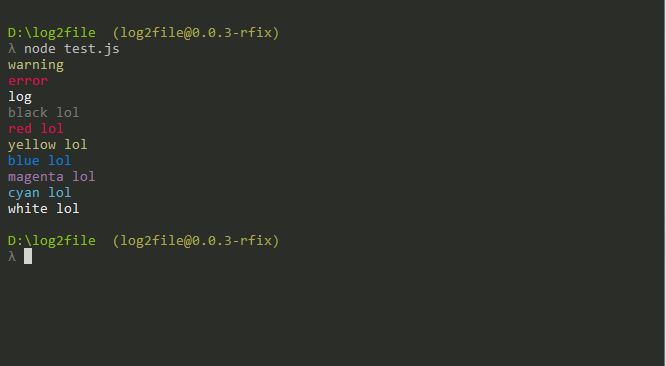 D:\log2file  (log2file@0.0.3-rfix)
λ node test.js
warning
error
log
black lol
red lol
yellow lol
blue lol
magenta lol
cyan lol
white lol
D:\log2file  (log2file@0.0.3-rfix)
λ